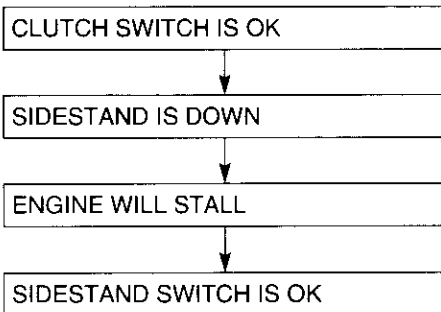 CLUTCH SWITCH IS OK
SIDESTAND IS DOWN
ENGINE WILL STALL
SIDESTAND SWITCH IS OK